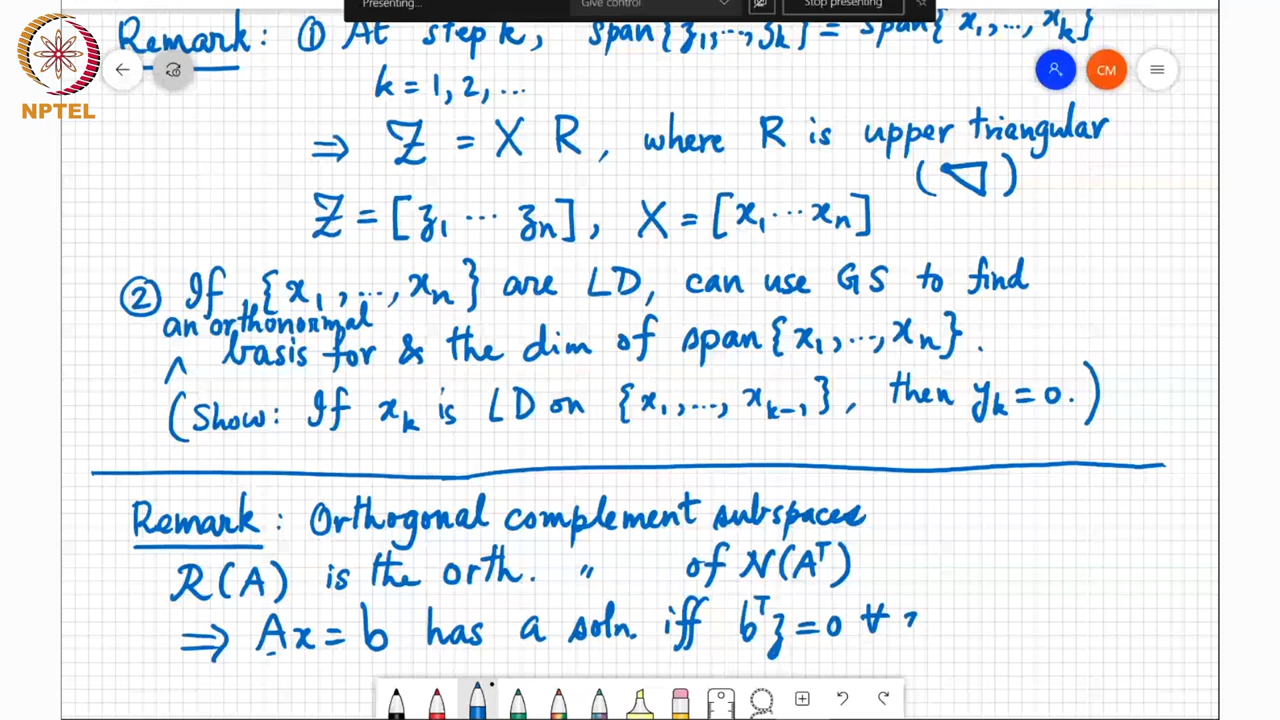 Presenting...
Give control
Stop presenting
NPTEL
CM
Remark : ① At step k, span{z₁,...,zₖ} = span{x₁,...,xₖ}
k = 1, 2, ...
⇒ Z = X R, where R is upper triangular
(▽)
Z = [z₁ ... zₙ], X = [x₁ ... xₙ]
② If {x₁,...,xₙ} are LD, can use GS to find
an orthonormal
^ basis for & the dim of span{x₁,...,xₙ}.
(Show: If xₖ is LD on {x₁,...,xₖ₋₁}, then yₖ = 0.)
Remark : Orthogonal complement subspaces
R(A) is the orth. " of N(Aᵀ)
⇒ Ax = b has a soln. iff bᵀz = 0 ∀